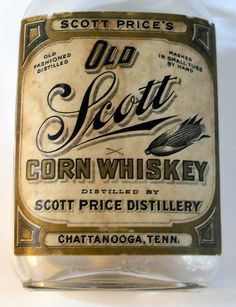 SCOTT PRICE'S
OLD
FASHIONED
DISTILLED
OLD
MASHED
IN SMALL TUBS
BY HAND
Scott
CORN WHISKEY
DISTILLED BY
SCOTT PRICE DISTILLERY
CHATTANOOGA, TENN.